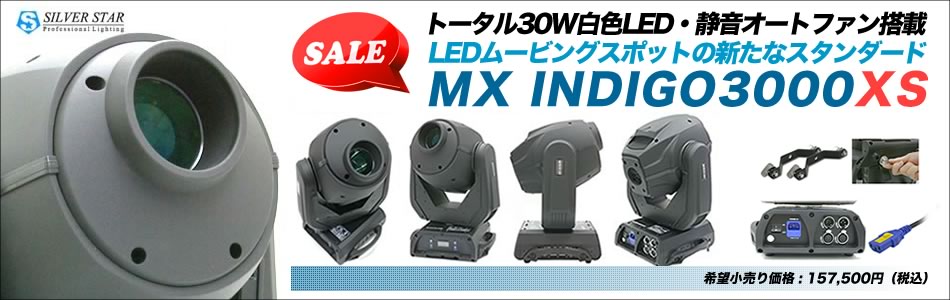 SILVER STAR
Professional Lighting
SALE
トータル30W白色LED・静音オートファン搭載
LEDムービングスポットの新たなスタンダード
MX INDIGO3000XS
希望小売り価格：157,500円（税込）